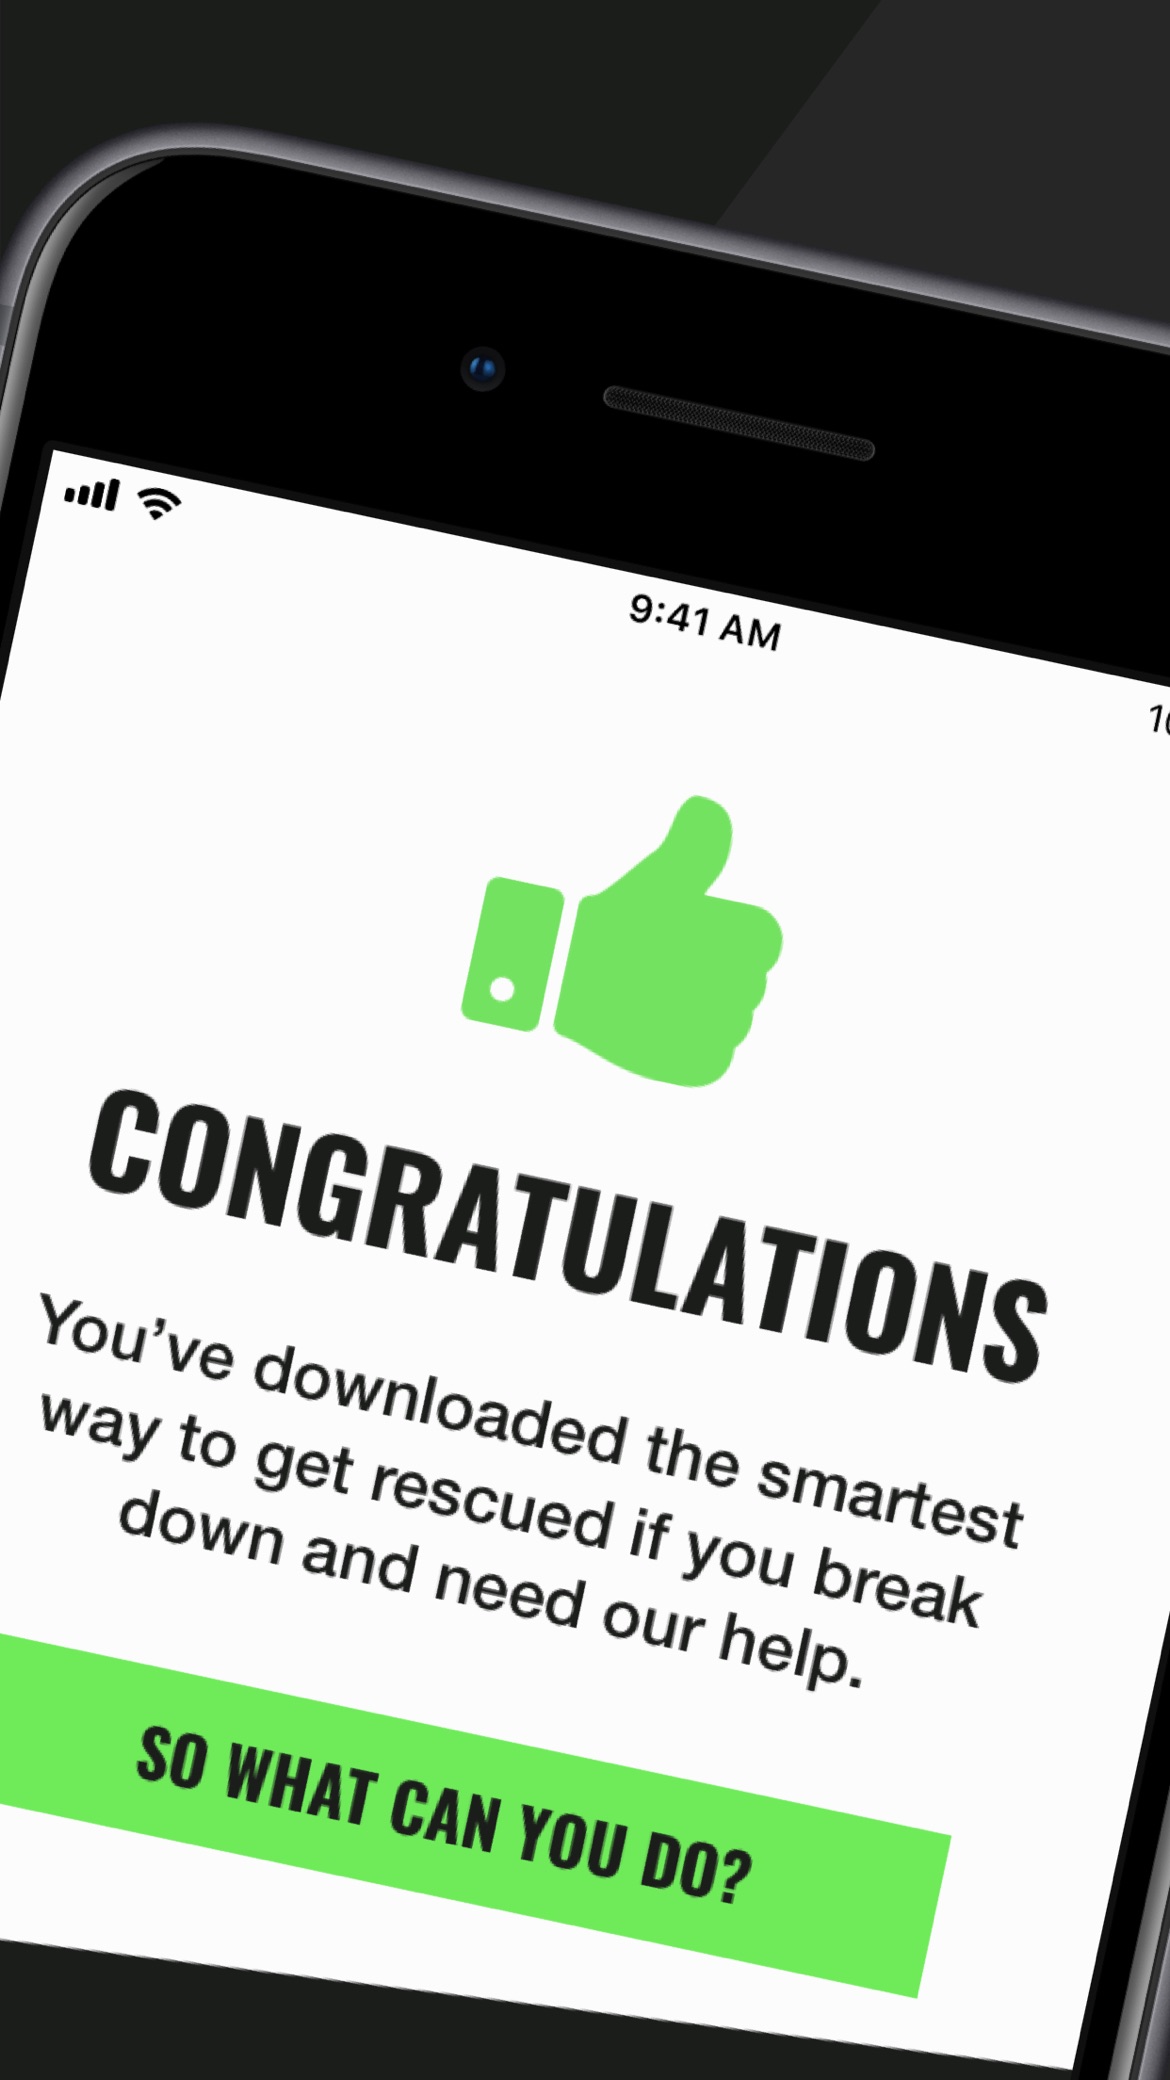 9:41 AM
CONGRATULATIONS
You’ve downloaded the smartest
way to get rescued if you break
down and need our help.
SO WHAT CAN YOU DO?